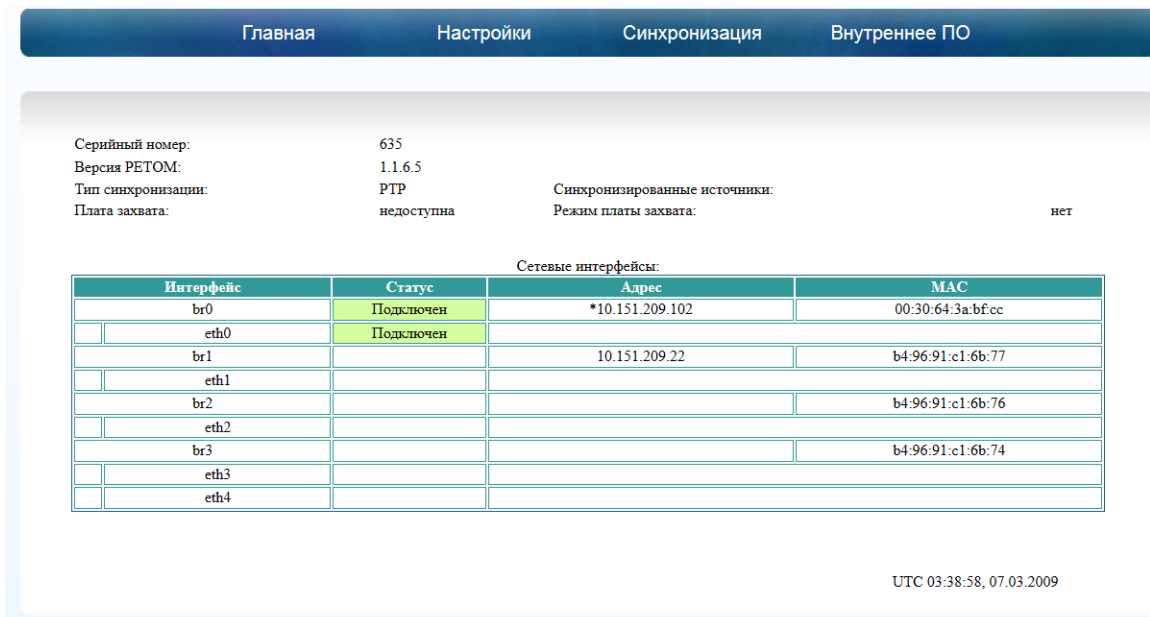 Главная Настройки Синхронизация Внутреннее ПО
Серийный номер: 635
Версия РЕТОМ: 1.1.6.5
Тип синхронизации: PTP Синхронизированные источники:
Плата захвата: недоступна Режим платы захвата: нет
Сетевые интерфейсы:
Интерфейс Статус Адрес MAC
br0 Подключен *10.151.209.102 00:30:64:3a:bf:cc
eth0 Подключен
br1 10.151.209.22 b4:96:91:c1:6b:77
eth1
br2 b4:96:91:c1:6b:76
eth2
br3 b4:96:91:c1:6b:74
eth3
eth4
UTC 03:38:58, 07.03.2009